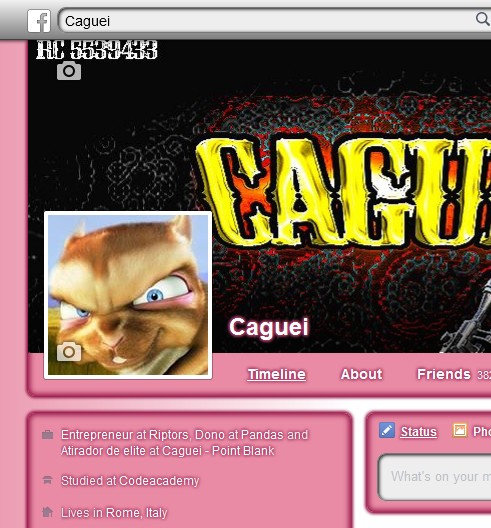 Caguei
RC 5539433
CAGU
Caguei
Timeline About Friends 382
Entrepreneur at Riptors, Dono at Pandas and
Atirador de elite at Caguei - Point Blank
Studied at Codeacademy
Lives in Rome, Italy
Status Pho
What's on your m